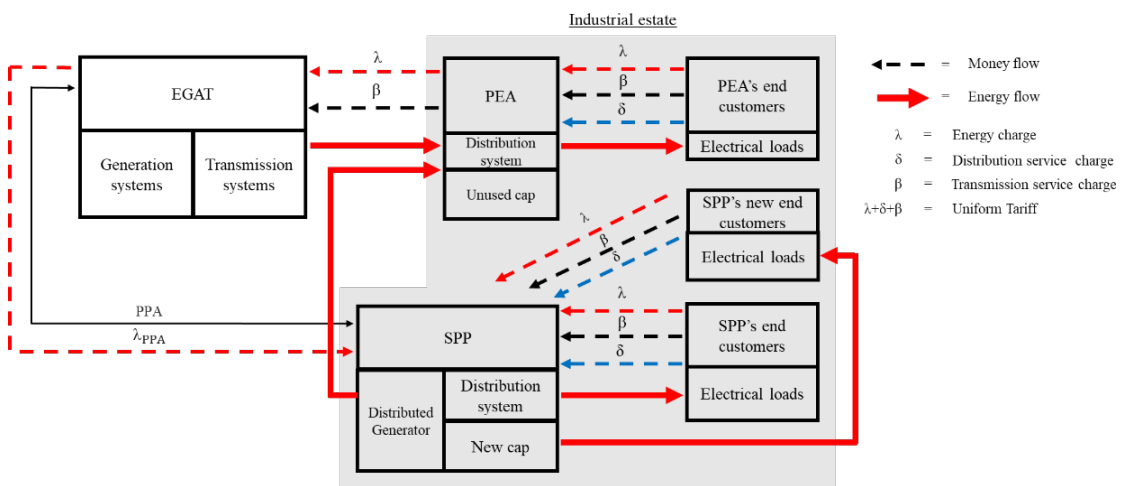 Industrial estate
EGAT
Generation
systems
Transmission
systems
λ
β
PEA
Distribution
system
Unused cap
λ
β
δ
PEA's end
customers
Electrical loads
SPP's new end
customers
Electrical loads
λ
β
δ
PPA
λPPA
SPP
Distributed
Generator
Distribution
system
New cap
λ
β
δ
SPP's end
customers
Electrical loads
= Money flow
= Energy flow
λ = Energy charge
δ = Distribution service charge
β = Transmission service charge
λ+δ+β = Uniform Tariff